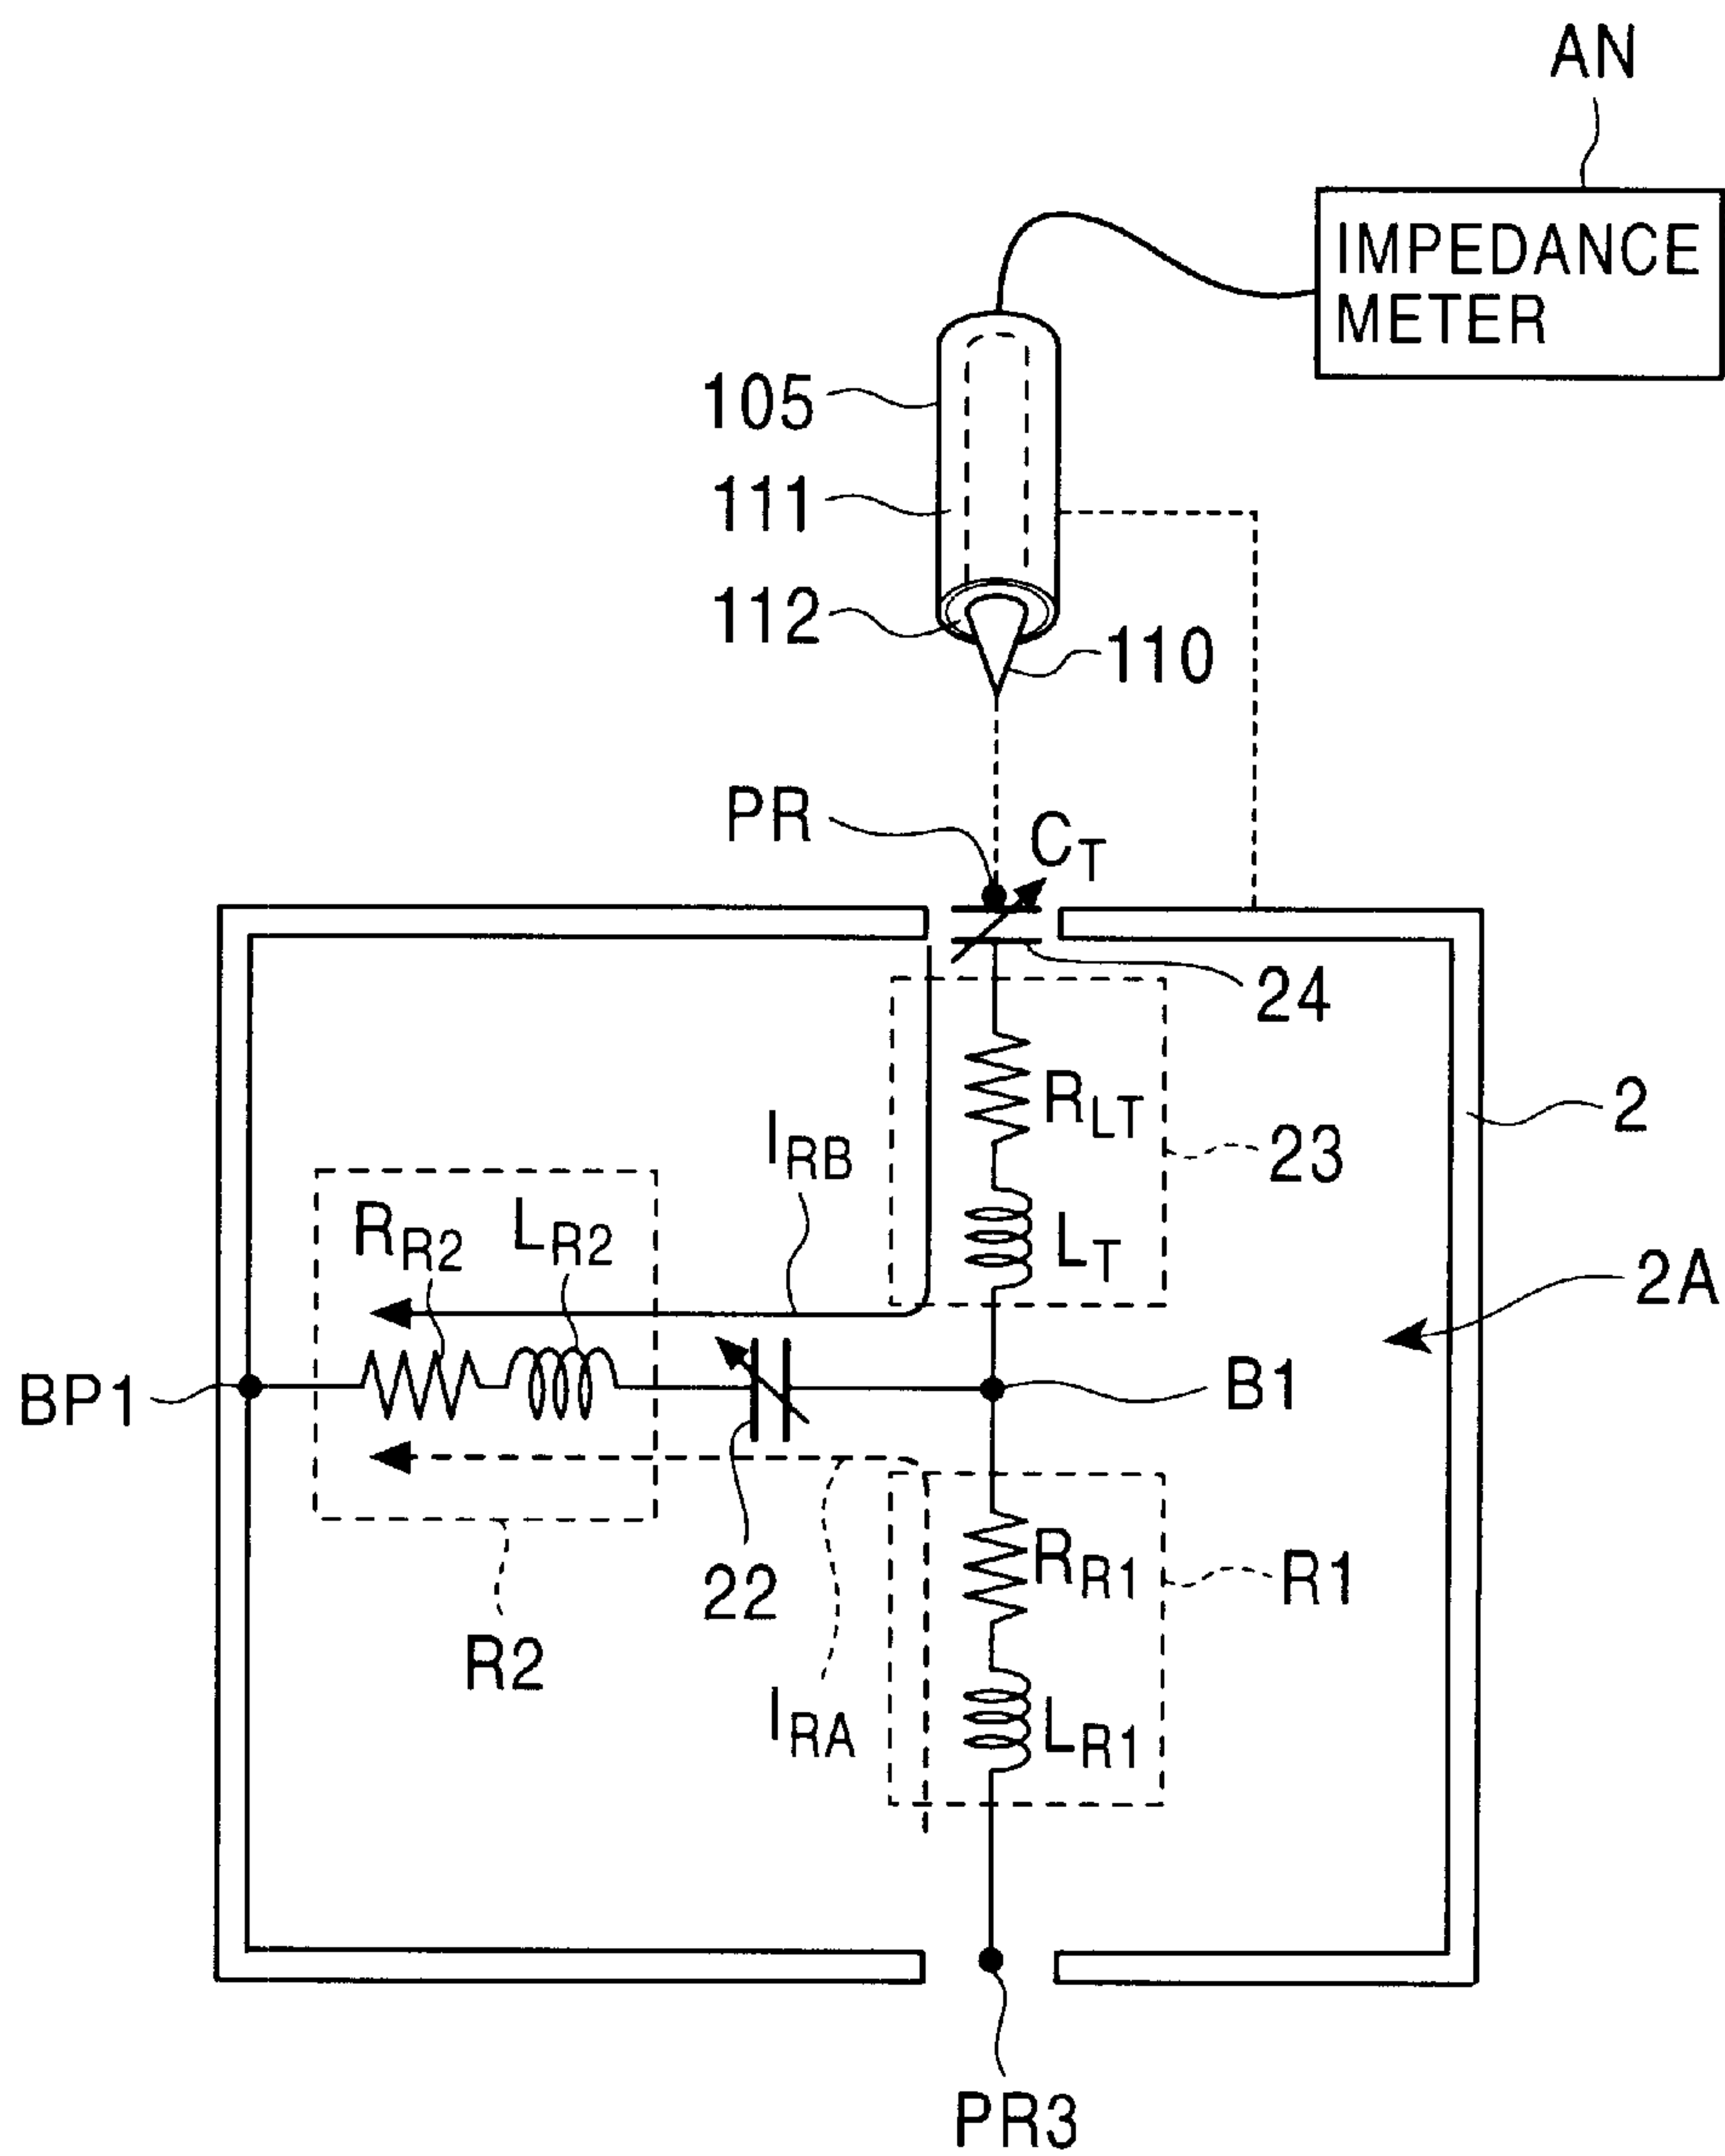 AN
IMPEDANCE
METER
105
111
112
110
PR
CT
24
RLT
2
IRB
23
RR2
LR2
LT
2A
BP1
B1
22
RR1
R1
R2
IRA
LR1
PR3